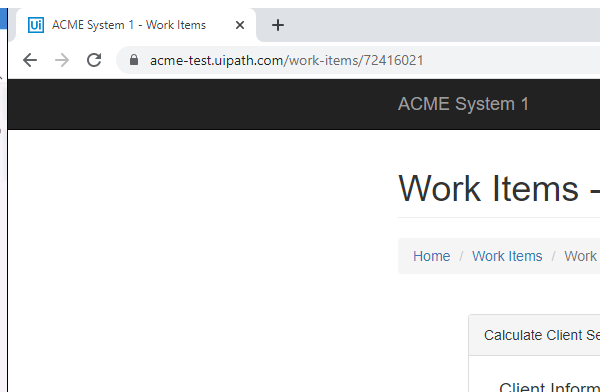 Ui ACME System 1 - Work Items
acme-test.uipath.com/work-items/72416021
ACME System 1
Work Items -
Home / Work Items / Work
Calculate Client Se
Client Inform